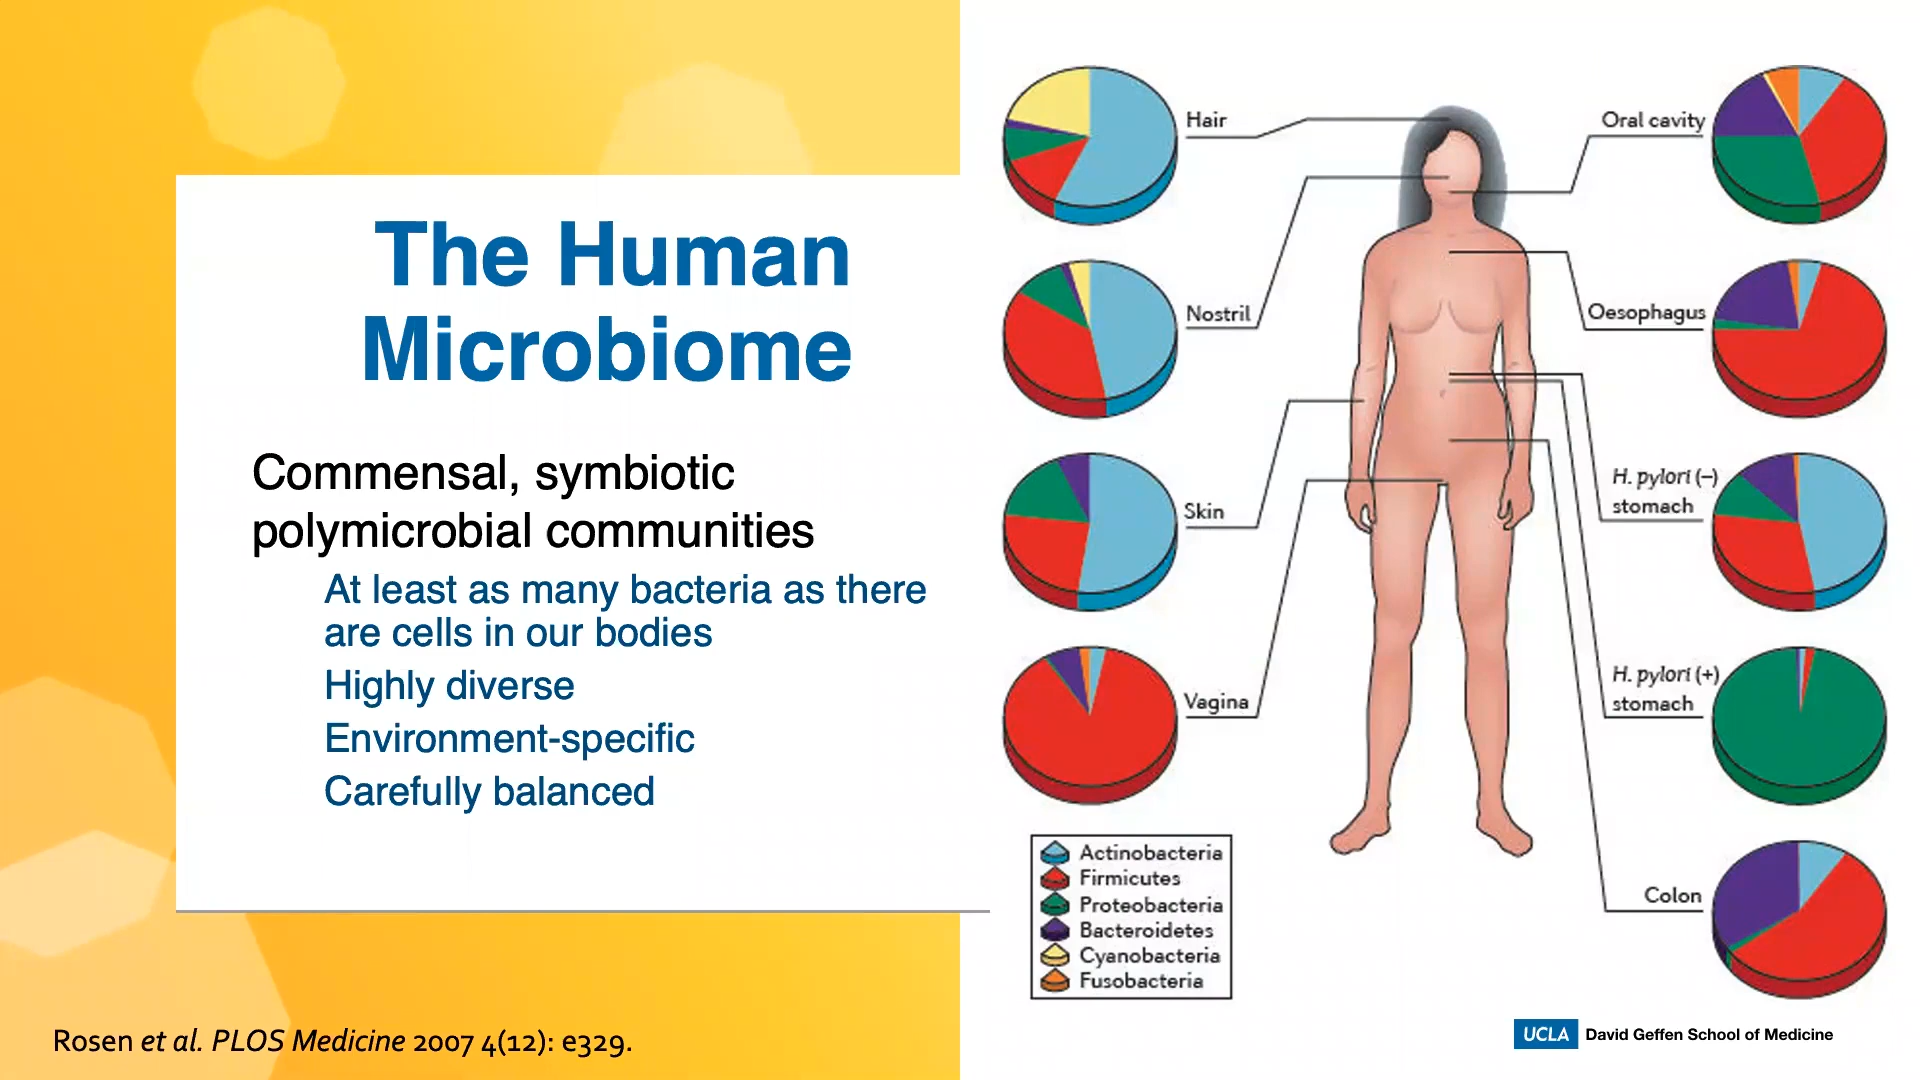 The Human
Microbiome
Commensal, symbiotic
polymicrobial communities
At least as many bacteria as there
are cells in our bodies
Highly diverse
Environment-specific
Carefully balanced
Rosen et al. PLOS Medicine 2007 4(12): e329.
Hair
Nostril
Skin
Vagina
Oral cavity
Oesophagus
H. pylori (–)
stomach
H. pylori (+)
stomach
Colon
Actinobacteria
Firmicutes
Proteobacteria
Bacteroidetes
Cyanobacteria
Fusobacteria
UCLA David Geffen School of Medicine